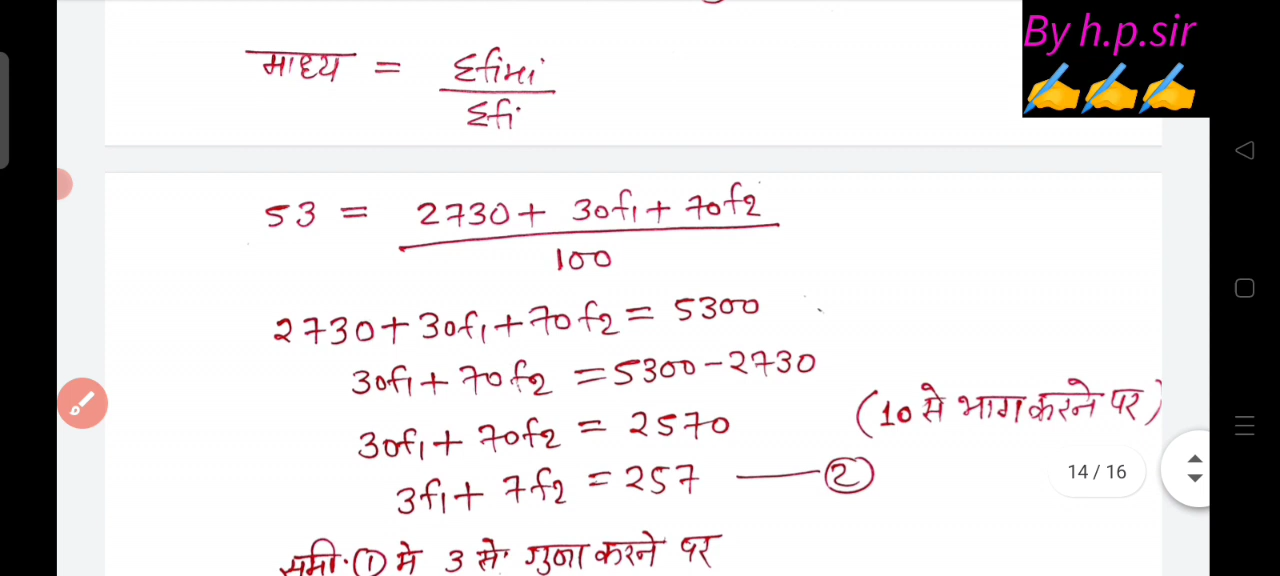 By h.p.sir
✍️✍️✍️
माध्य = Σfixi / Σfi
53 = 2730 + 30f₁ + 70f₂ / 100
2730 + 30f₁ + 70f₂ = 5300
30f₁ + 70f₂ = 5300 - 2730
30f₁ + 70f₂ = 2570 (10 से भाग करने पर)
3f₁ + 7f₂ = 257 —— ②
14 / 16
समी. ① मे 3 से गुना करने पर